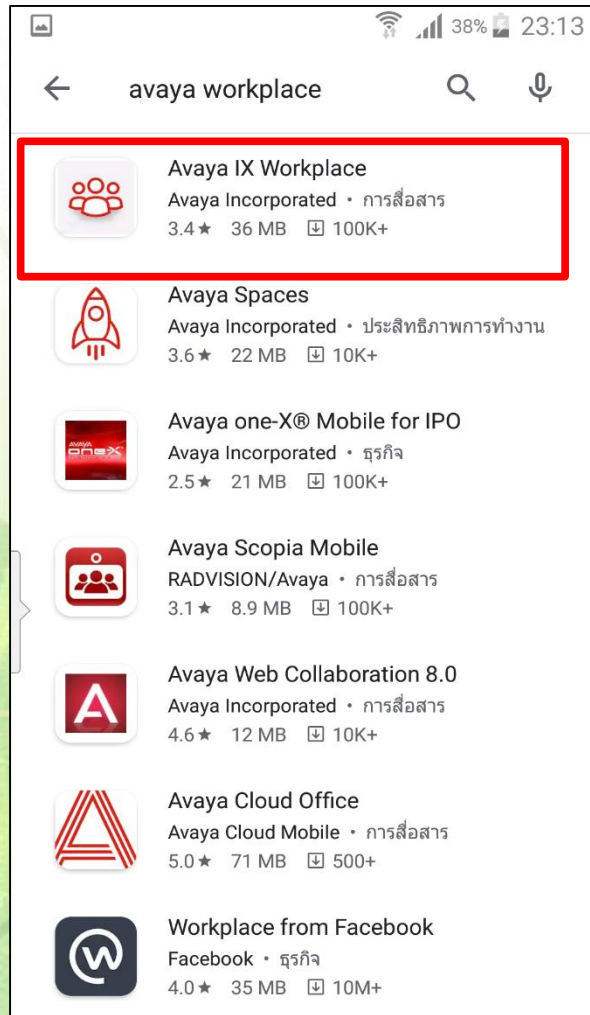 38% 23:13
avaya workplace
Avaya IX Workplace
Avaya Incorporated • การสื่อสาร
3.4★ 36 MB 100K+
Avaya Spaces
Avaya Incorporated • ประสิทธิภาพการทำงาน
3.6★ 22 MB 10K+
AVAYA
one-X
Avaya one-X® Mobile for IPO
Avaya Incorporated • ธุรกิจ
2.5★ 21 MB 100K+
Avaya Scopia Mobile
RADVISION/Avaya • การสื่อสาร
3.1★ 8.9 MB 100K+
Avaya Web Collaboration 8.0
Avaya Incorporated • การสื่อสาร
4.6★ 12 MB 10K+
Avaya Cloud Office
Avaya Cloud Mobile • การสื่อสาร
5.0★ 71 MB 500+
Workplace from Facebook
Facebook • ธุรกิจ
4.0★ 35 MB 10M+